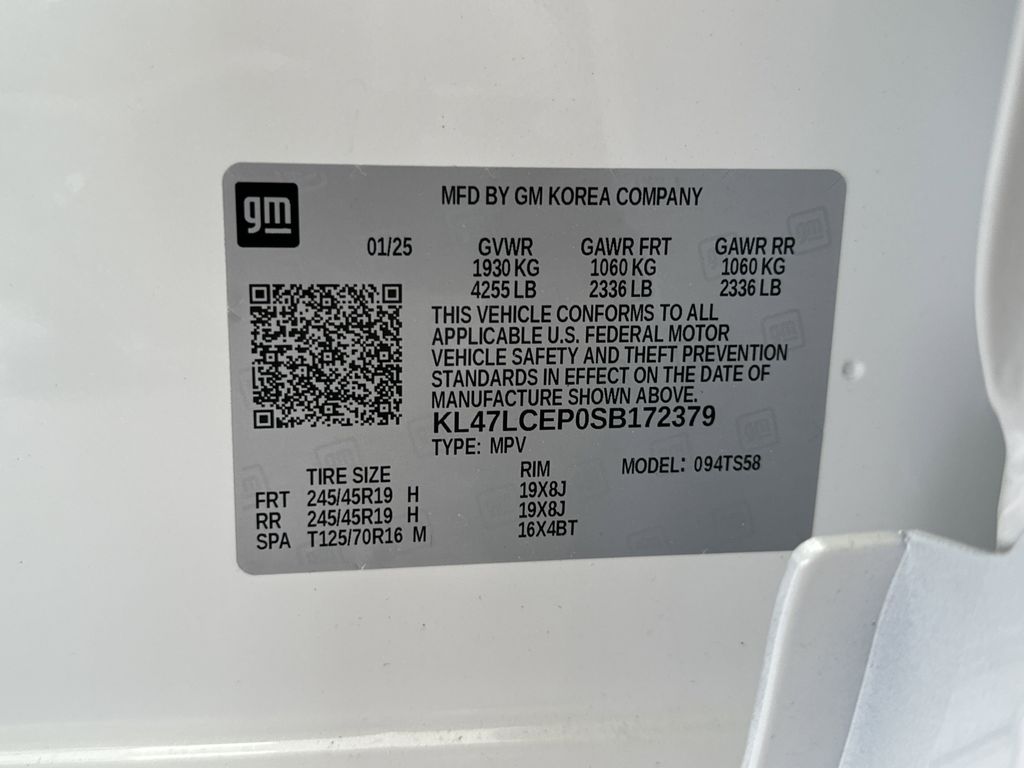 gm
MFD BY GM KOREA COMPANY
01/25 GVWR GAWR FRT GAWR RR
1930 KG 1060 KG 1060 KG
4255 LB 2336 LB 2336 LB
THIS VEHICLE CONFORMS TO ALL
APPLICABLE U.S. FEDERAL MOTOR
VEHICLE SAFETY AND THEFT PREVENTION
STANDARDS IN EFFECT ON THE DATE OF
MANUFACTURE SHOWN ABOVE.
KL47LCEP0SB172379
TYPE: MPV
TIRE SIZE RIM MODEL: 094TS58
FRT 245/45R19 H 19X8J
RR 245/45R19 H 19X8J
SPA T125/70R16 M 16X4BT